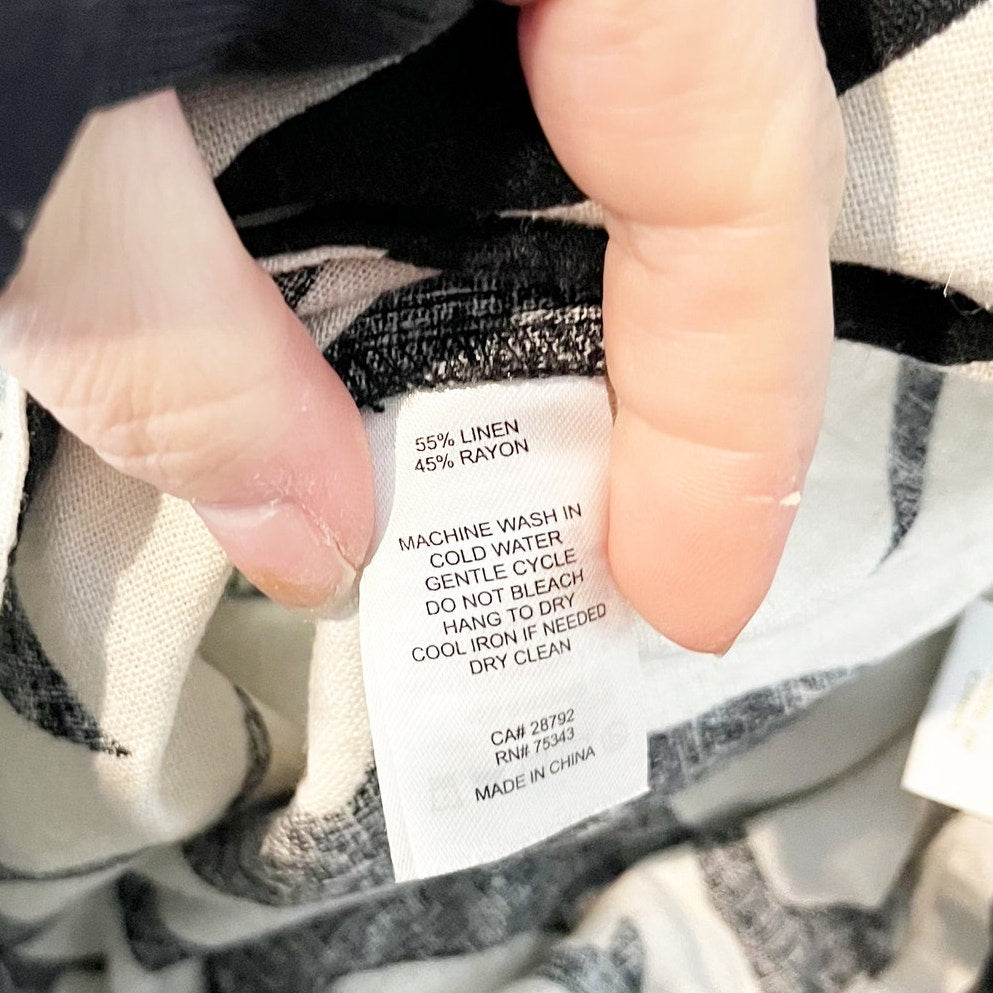 55% LINEN
45% RAYON
MACHINE WASH IN
COLD WATER
GENTLE CYCLE
DO NOT BLEACH
HANG TO DRY
COOL IRON IF NEEDED
DRY CLEAN
CA# 28792
RN# 75343
MADE IN CHINA